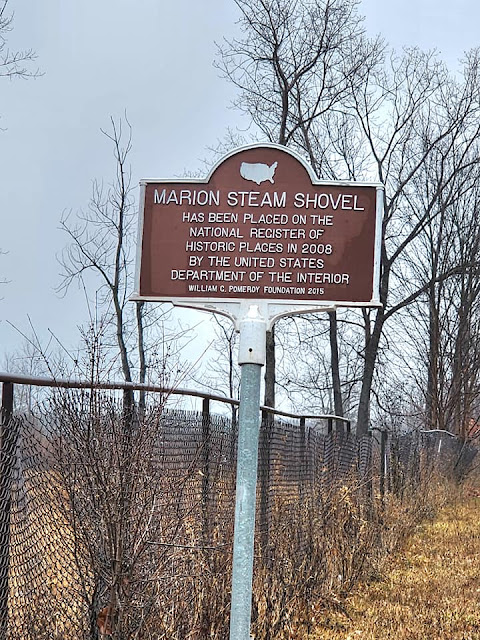 MARION STEAM SHOVEL
HAS BEEN PLACED ON THE
NATIONAL REGISTER OF
HISTORIC PLACES IN 2008
BY THE UNITED STATES
DEPARTMENT OF THE INTERIOR
WILLIAM C. POMEROY FOUNDATION 2015